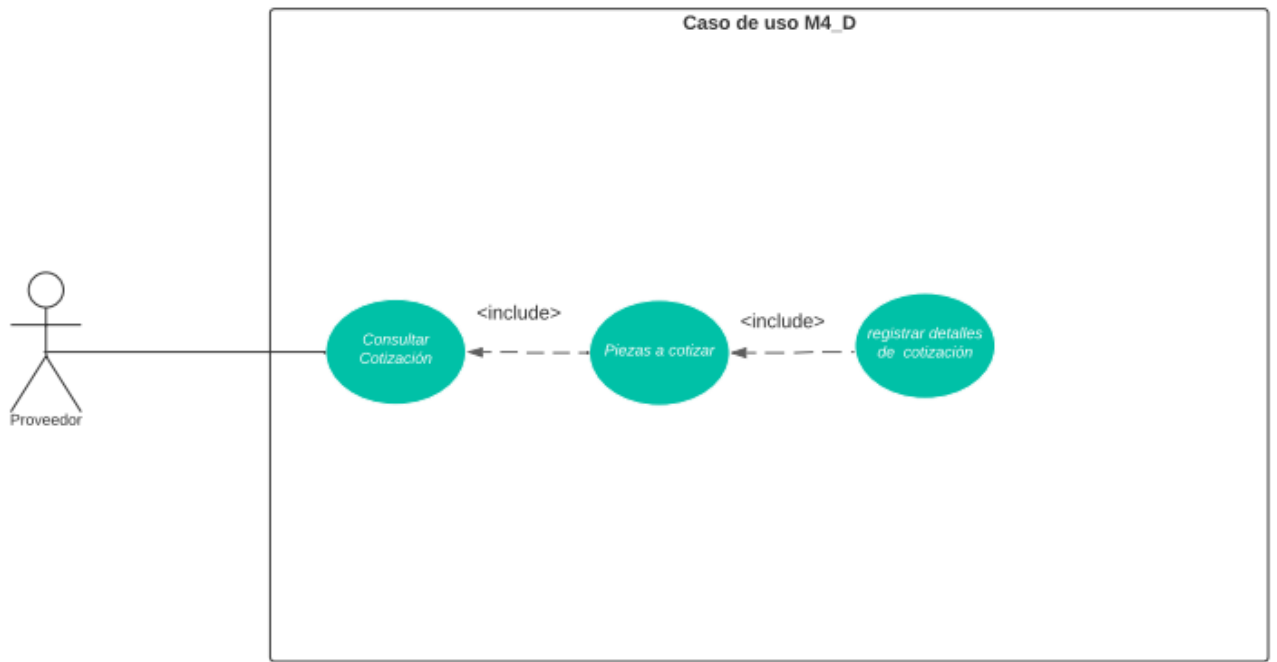 Caso de uso M4_D
<include>
<include>
Consultar
Cotización
Piezas a cotizar
registrar detalles
de cotización
Proveedor